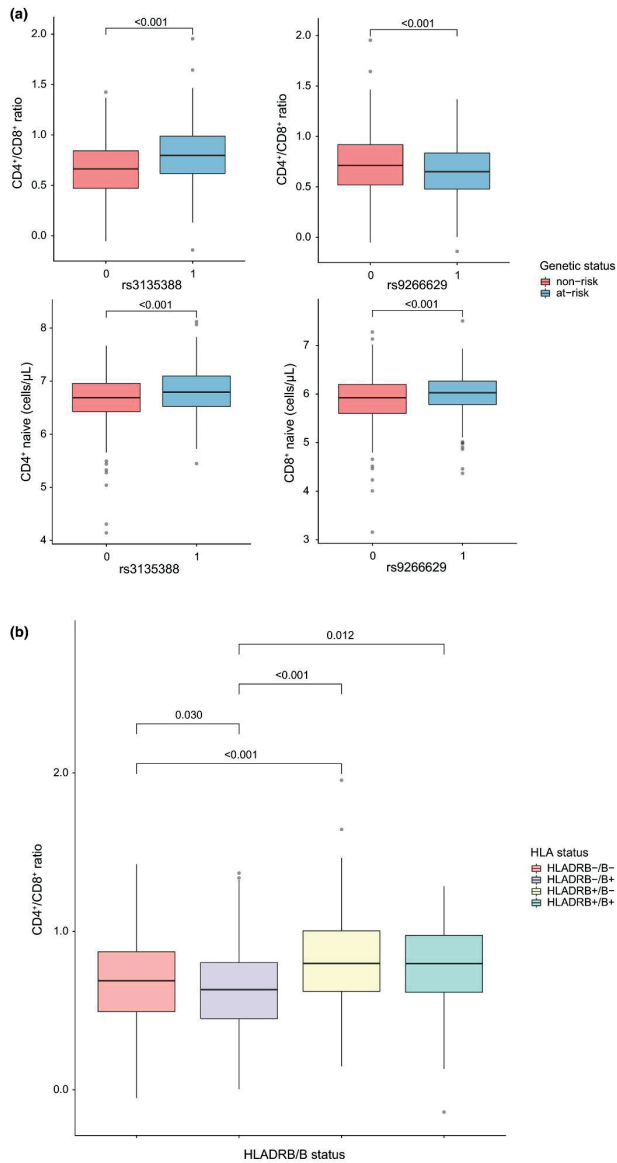 (a)
<0.001
2.0
1.5
1.0
0.5
0.0
CD4⁺/CD8⁺ ratio
0
1
rs3135388
<0.001
2.0
1.5
1.0
0.5
0.0
CD4⁺/CD8⁺ ratio
0
1
rs9266629
Genetic status
non−risk
at−risk
<0.001
8
7
6
5
4
CD4⁺ naive (cells/µL)
0
1
rs3135388
<0.001
7
6
5
4
3
CD8⁺ naive (cells/µL)
0
1
rs9266629
(b)
0.012
<0.001
0.030
<0.001
2.0
1.0
0.0
CD4⁺/CD8⁺ ratio
HLADRB/B status
HLA status
HLADRB−/B−
HLADRB−/B+
HLADRB+/B−
HLADRB+/B+